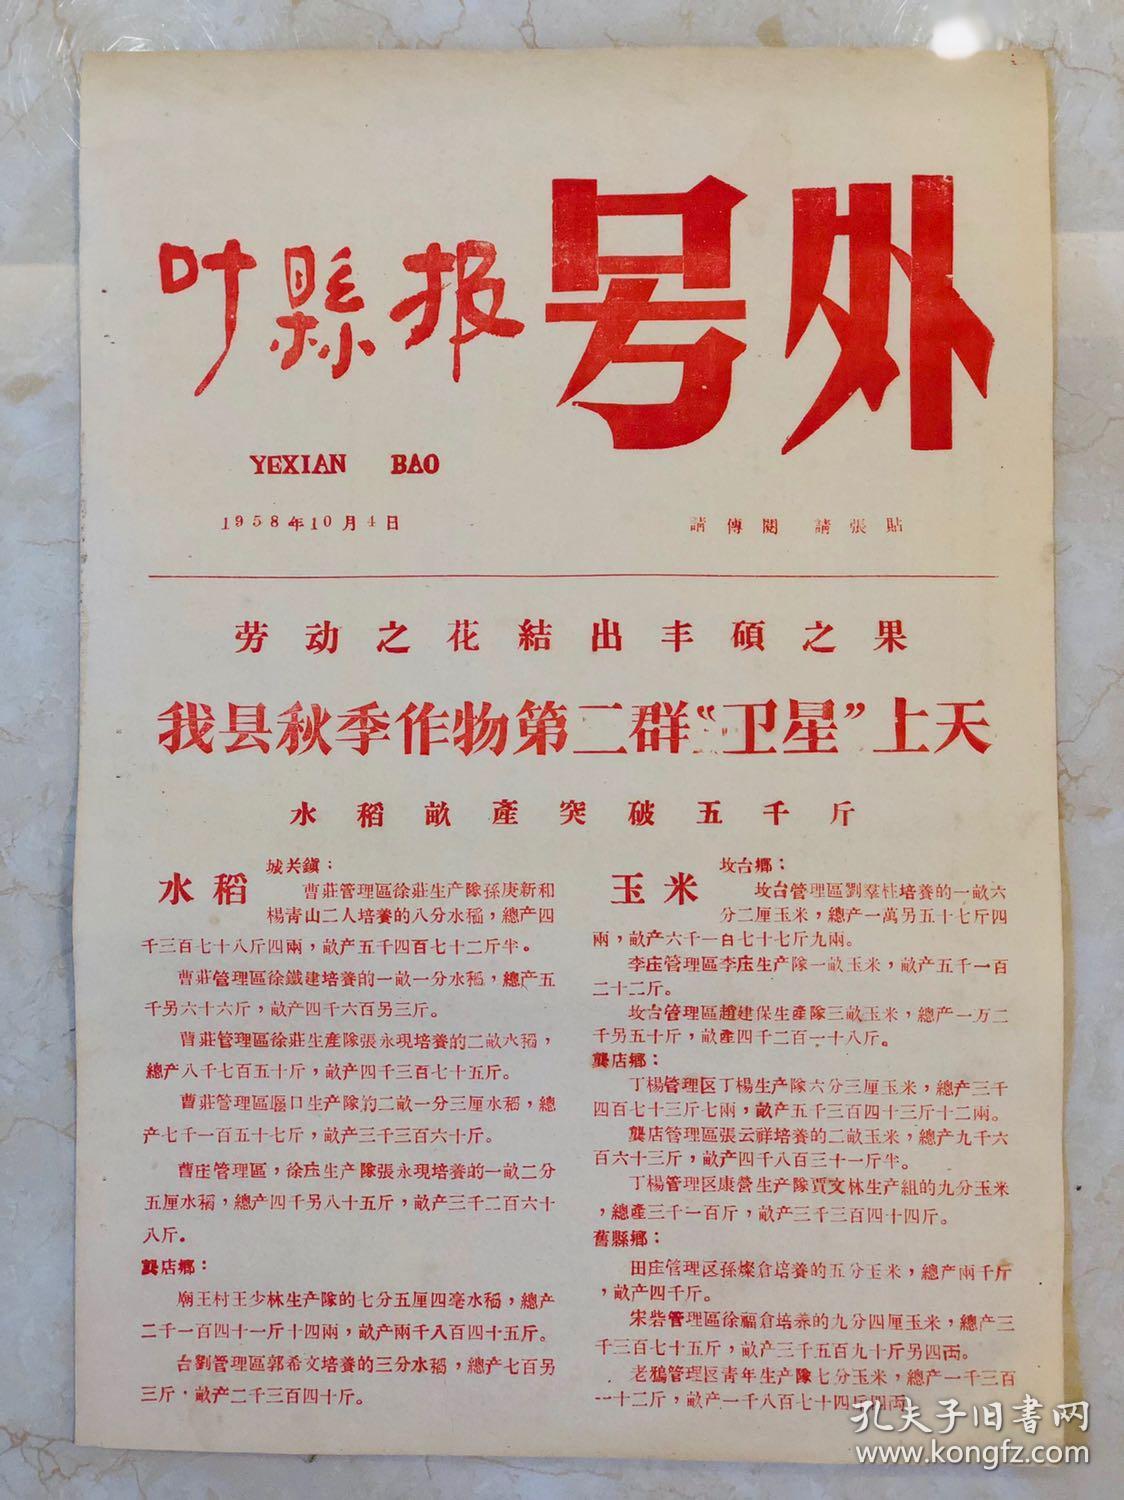 叶縣报 号外
YEXIAN BAO
1958年10月4日
請傳閱 請張貼
劳动之花結出丰碩之果
我县秋季作物第二群“卫星”上天
水稻畝產突破五千斤
水稻
城关鎮：
曹莊管理區徐莊生产隊孫庚新和
楊青山二人培養的八分水稻，總产四
千三百七十八斤四兩，畝产五千四百七十二斤半。
曹莊管理區徐鐵建培養的一畝一分水稻，總产五
千另六十六斤，畝产四千六百另三斤。
曹莊管理區徐莊生產隊張永現培養的二畝水稻，
總产八千七百五十斤，畝产四千三百七十五斤。
曹莊管理區堰口生产隊的二畝一分三厘水稻，總
产七千一百五十七斤，畝产三千三百六十斤。
曹庄管理區，徐庄生产隊張永現培養的一畝二分
五厘水稻，總产四千另八十五斤，畝产三千二百六十
八斤。
龔店鄉：
廟王村王少林生产隊的七分五厘四毫水稻，總产
二千一百四十一斤十四兩，畝产兩千八百四十五斤。
台劉管理區郭希文培養的三分水稻，總产七百另
三斤，畝产二千三百四十斤。
玉米
坟台鄉：
坟台管理區劉羣柱培養的一畝六
分二厘玉米，總产一萬另五十七斤四
兩，畝产六千一白七十七斤九兩。
李庄管理區李庄生产隊一畝玉米，畝产五千一百
二十二斤。
坟台管理區趙建保生產隊三畝玉米，總产一万二
千另五十斤，畝產四千二百一十八斤。
龔店鄉：
丁楊管理区丁楊生产隊六分三厘玉米，總产三千
四百七十三斤七兩，畝产五千三百四十三斤十二兩。
龔店管理區張云祥培養的二畝玉米，總产九千六
百六十三斤，畝产四千八百三十一斤半。
丁楊管理区康營生产隊賈文林生产組的九分玉米
，總產三千一百斤，畝产三千三百四十四斤。
舊縣鄉：
田庄管理区孫燦倉培養的五分玉米，總产兩千斤
，畝产四千斤。
宋砦管理區徐福倉培养的九分四厘玉米，總产三
千三百七十五斤，畝产三千五百九十斤另四両。
老鴉管理区青年生产隊七分玉米，總产一千三百
一十二斤，畝产一千八百七十四斤四両
孔夫子旧書网
www.kongfz.com